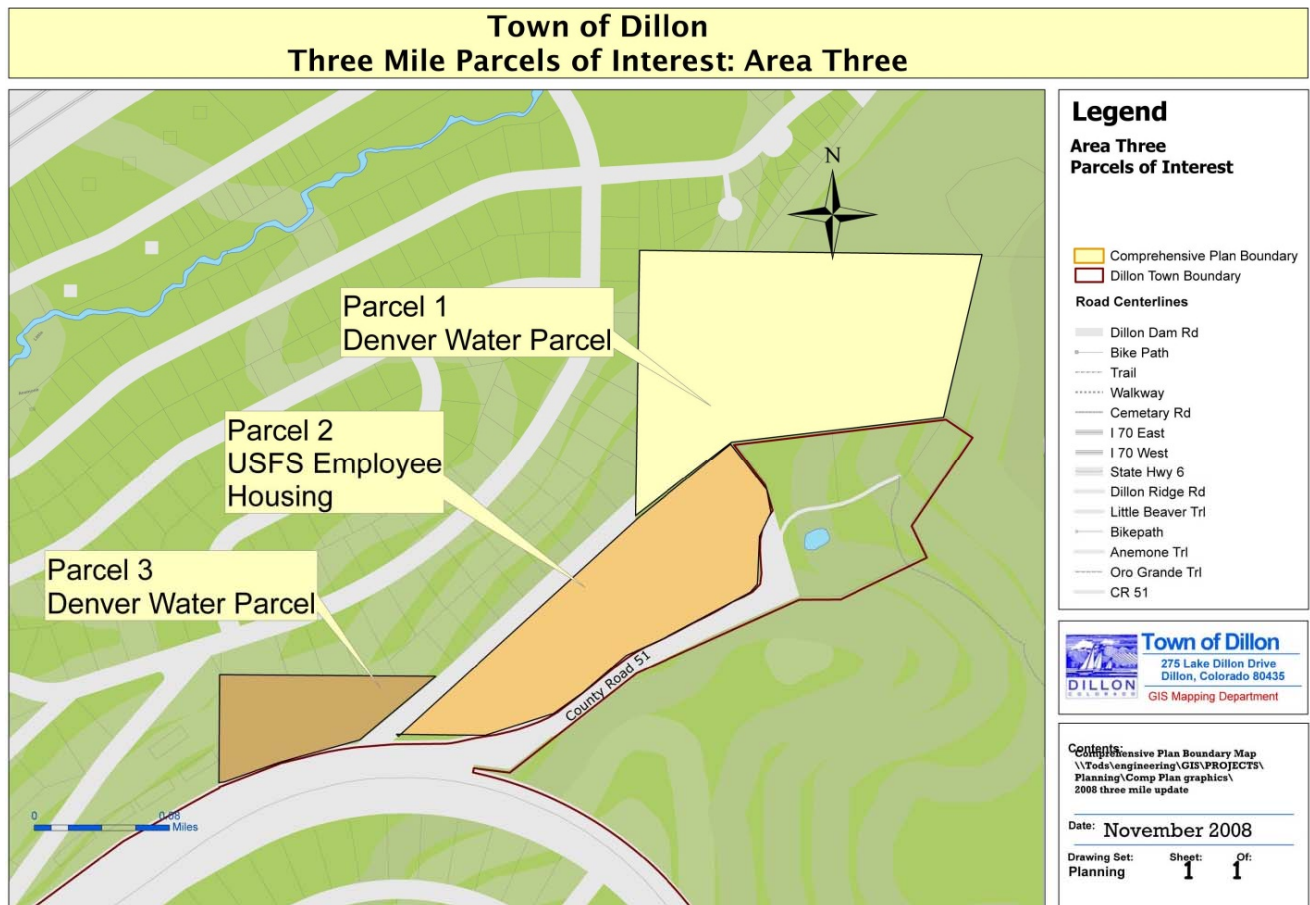 Town of Dillon
Three Mile Parcels of Interest: Area Three
N
Parcel 1
Denver Water Parcel
Parcel 2
USFS Employee
Housing
Parcel 3
Denver Water Parcel
County Road 51
0
0.08
Miles
Legend
Area Three
Parcels of Interest
Comprehensive Plan Boundary
Dillon Town Boundary
Road Centerlines
Dillon Dam Rd
Bike Path
Trail
Walkway
Cemetary Rd
I 70 East
I 70 West
State Hwy 6
Dillon Ridge Rd
Little Beaver Trl
Bikepath
Anemone Trl
Oro Grande Trl
CR 51
DILLON
COLORADO
Town of Dillon
275 Lake Dillon Drive
Dillon, Colorado 80435
GIS Mapping Department
Contents:
Comprehensive Plan Boundary Map
\\Tods\engineering\GIS\PROJECTS\
Planning\Comp Plan graphics\
2008 three mile update
Date: November 2008
Drawing Set: Sheet: Of:
Planning 1 1